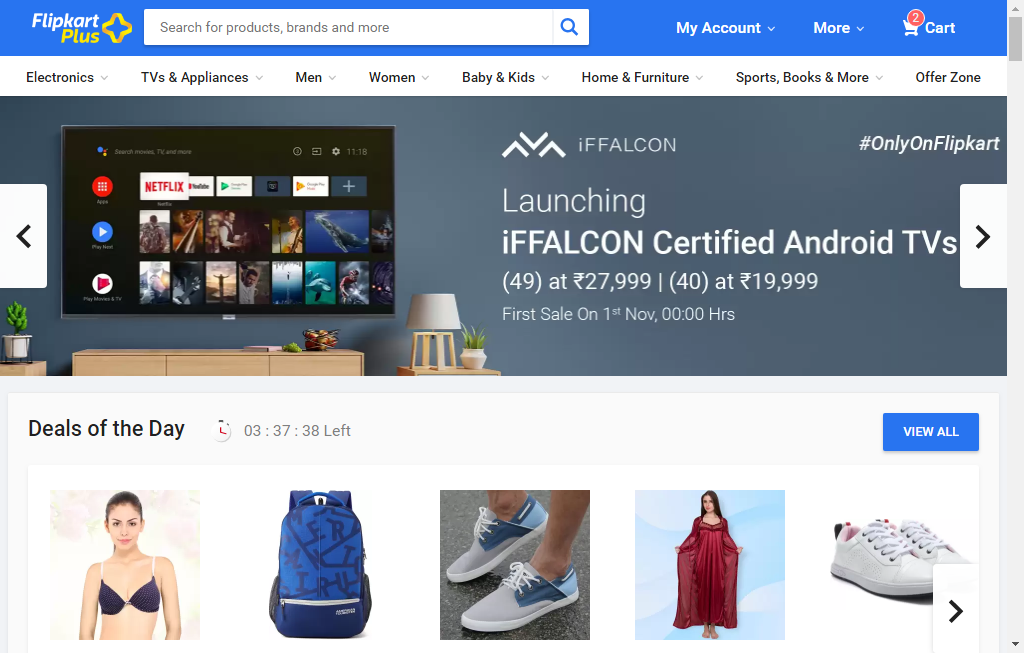 Flipkart
Plus
Search for products, brands and more
My Account
More
2
Cart
Electronics
TVs & Appliances
Men
Women
Baby & Kids
Home & Furniture
Sports, Books & More
Offer Zone
Search movies, TV, and more
11:18
Apps
NETFLIX
YouTube
Netflix
Play Next
Play Movies & TV
iFFALCON
#OnlyOnFlipkart
Launching
iFFALCON Certified Android TVs
(49) at ₹27,999 | (40) at ₹19,999
First Sale On 1st Nov, 00:00 Hrs
Deals of the Day
03 : 37 : 38 Left
VIEW ALL